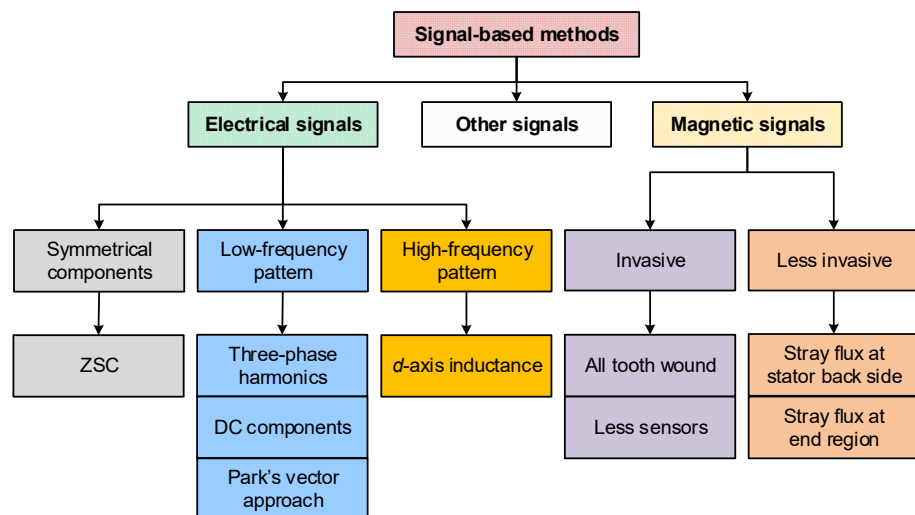 Signal-based methods
Electrical signals
Other signals
Magnetic signals
Symmetrical
components
Low-frequency
pattern
High-frequency
pattern
Invasive
Less invasive
ZSC
Three-phase
harmonics
DC components
Park’s vector
approach
d-axis inductance
All tooth wound
Less sensors
Stray flux at
stator back side
Stray flux at
end region